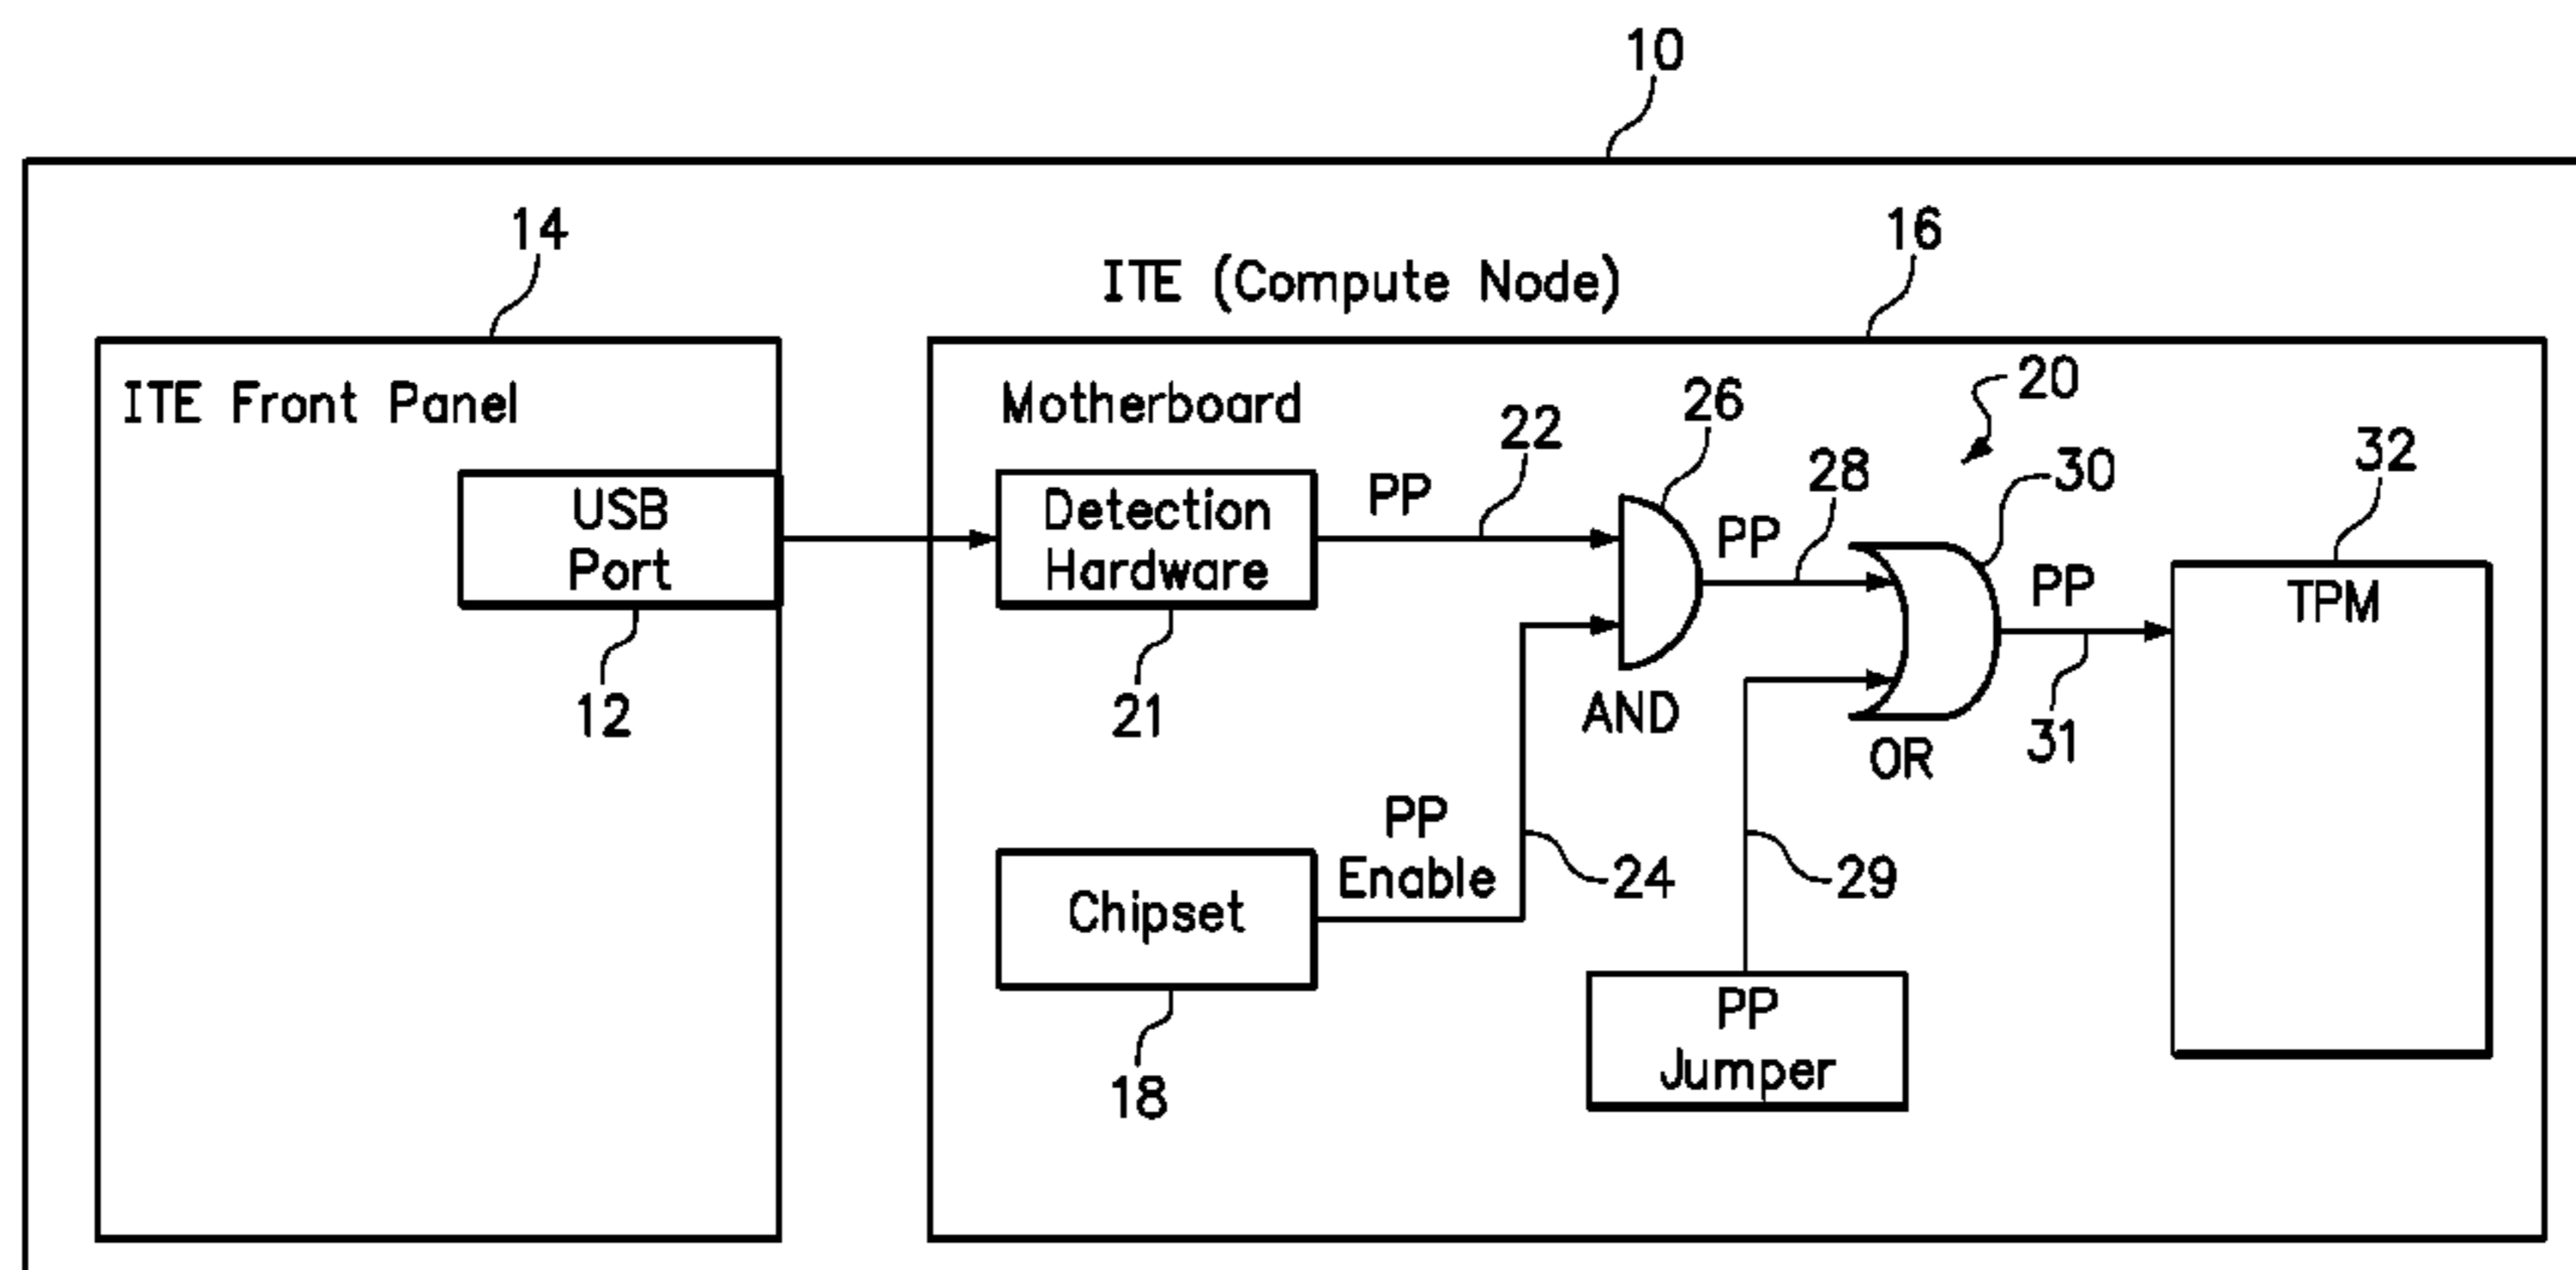 10
14
16
ITE (Compute Node)
ITE Front Panel
Motherboard
20
26
22
28
30
32
USB
Port
Detection
Hardware
PP
PP
PP
TPM
12
21
AND
OR
31
PP
Enable
24
29
Chipset
18
PP
Jumper